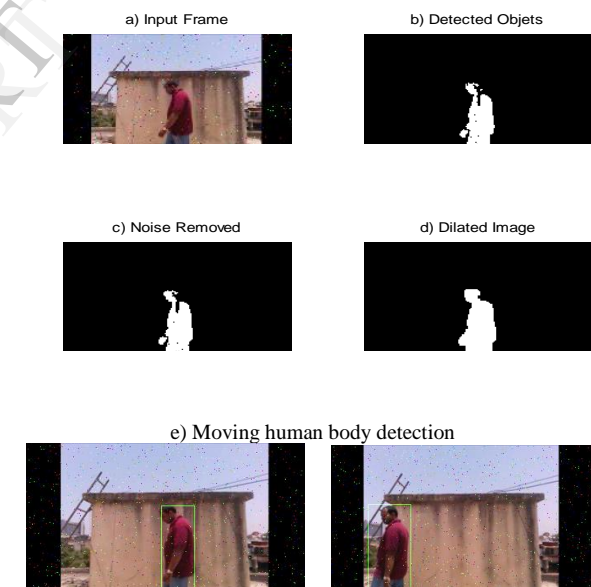 a) Input Frame
b) Detected Objets
c) Noise Removed
d) Dilated Image
e) Moving human body detection